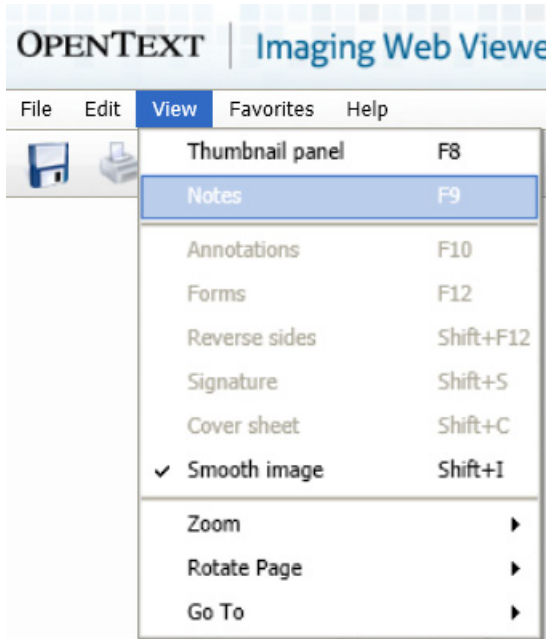 OPENTEXT | Imaging Web Viewe
File Edit View Favorites Help
Thumbnail panel F8
Notes F9
Annotations F10
Forms F12
Reverse sides Shift+F12
Signature Shift+S
Cover sheet Shift+C
Smooth image Shift+I
Zoom
Rotate Page
Go To